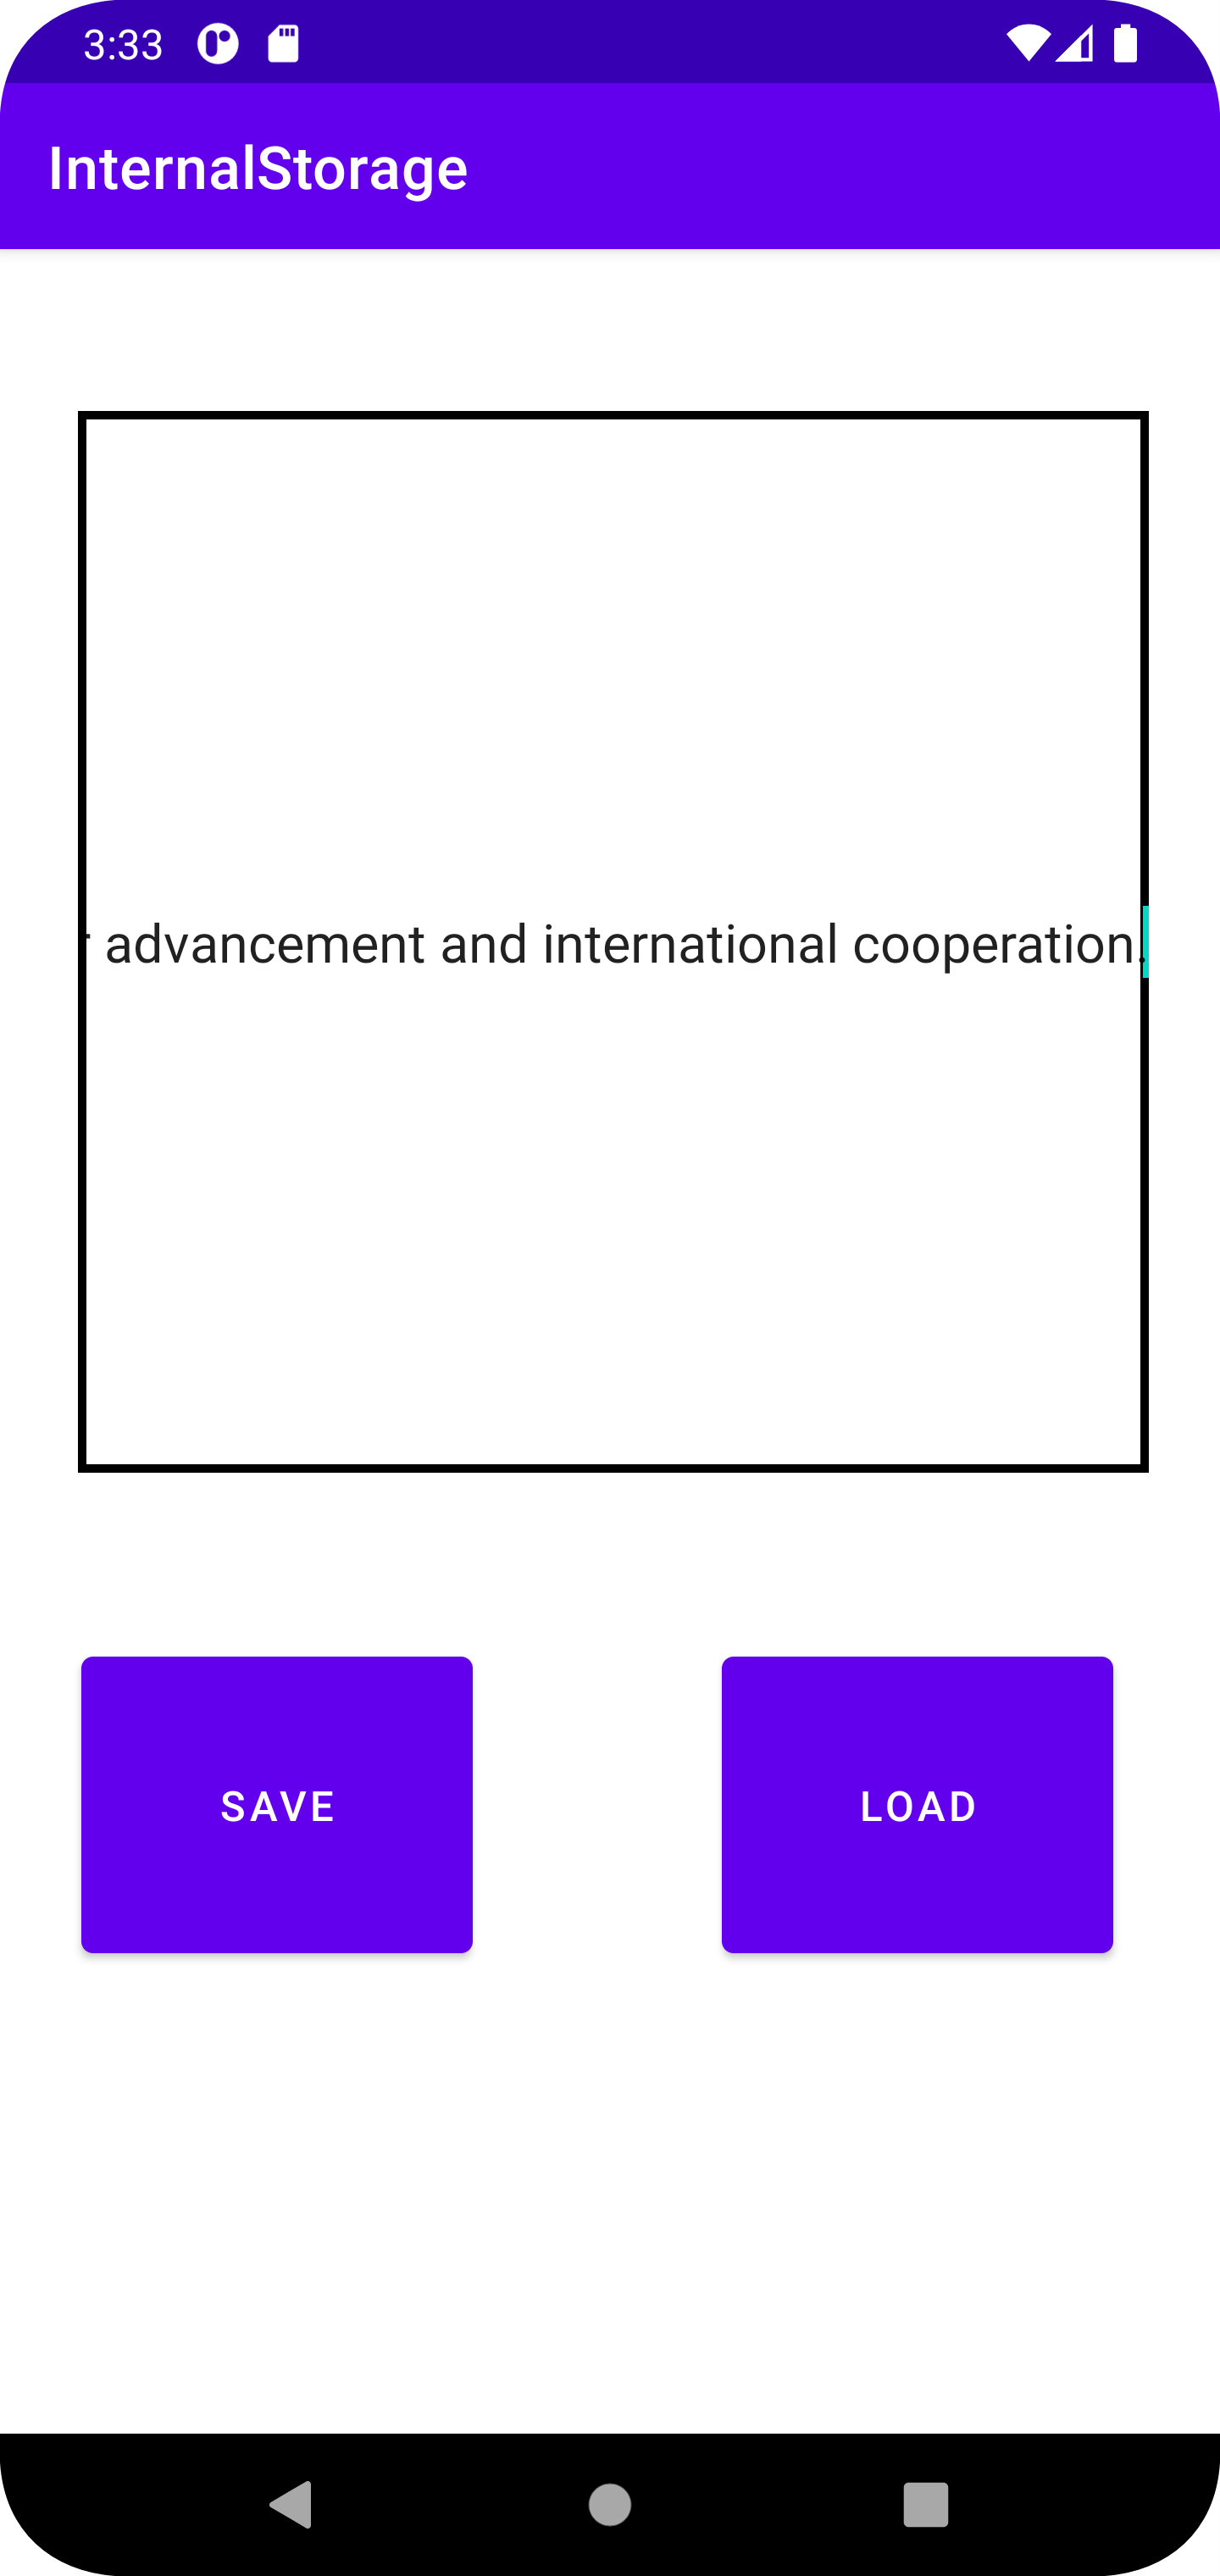 3:33
InternalStorage
advancement and international cooperation.
SAVE
LOAD